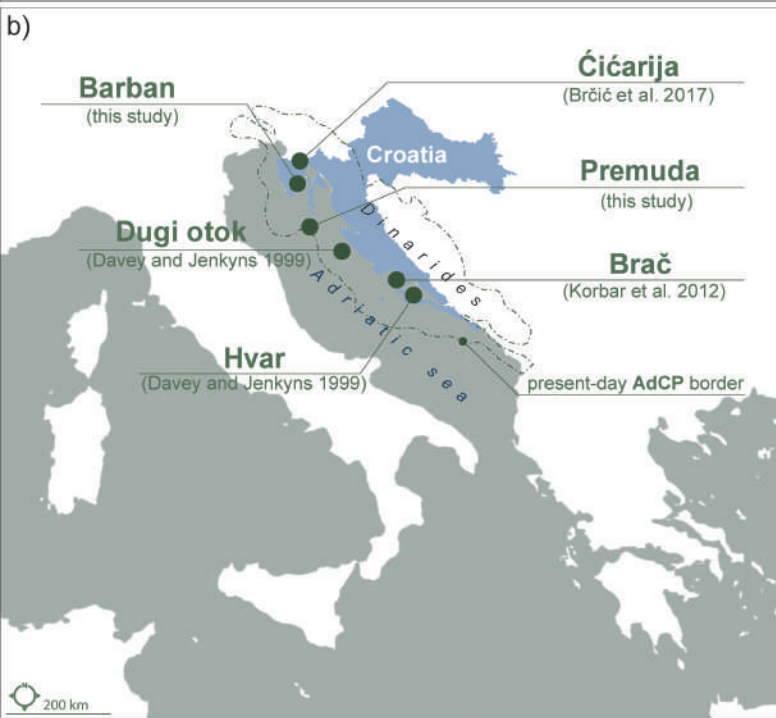 b)
Ćićarija
(Brčić et al. 2017)
Barban
(this study)
Croatia
Premuda
(this study)
Dinarides
Dugi otok
(Davey and Jenkyns 1999)
Brač
(Korbar et al. 2012)
Adriatic sea
Hvar
(Davey and Jenkyns 1999)
present-day AdCP border
N
200 km